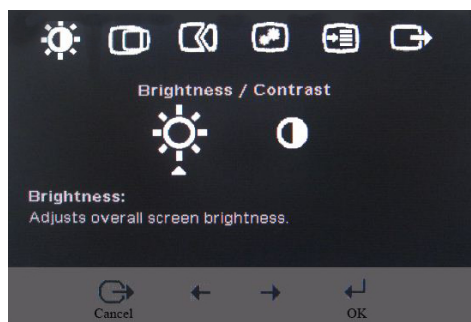 Brightness / Contrast
Brightness:
Adjusts overall screen brightness.
Cancel
OK